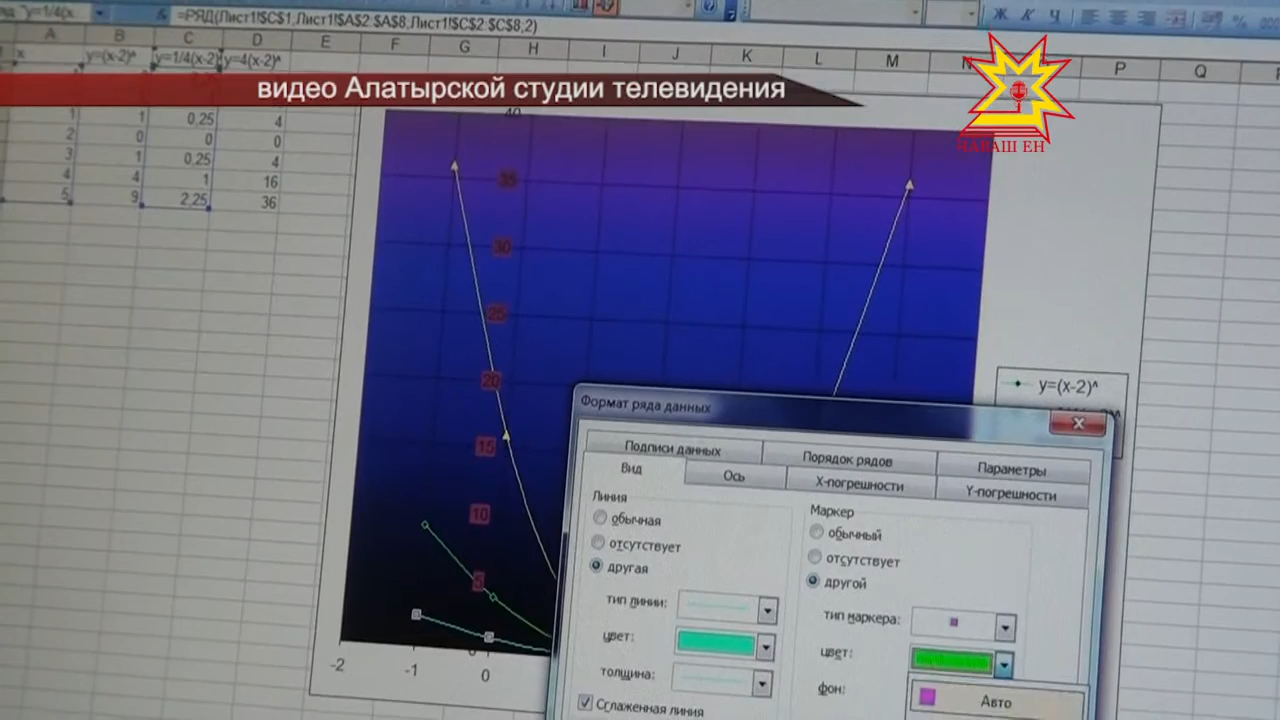 =РЯД(Лист1!$C$1;Лист1!$A$2:$A$8;Лист1!$C$2:$C$8;2)
Ж К Ч
A B C D E F G H I J K L M N P Q
x y=(x-2)^ y=1/4(x-2) y=4(x-2)^
видео Алатырской студии телевидения
ЧĂВАШ ЕН
1 1 0,25 4
2 0 0 0
3 1 0,25 4
4 4 1 16
5 9 2,25 36
40
35
30
25
20
15
10
5
0
-2 -1 0
y=(x-2)^
Формат ряда данных
Подписи данных Порядок рядов Параметры
Вид Ось X-погрешности Y-погрешности
Линия
обычная
отсутствует
другая
тип линии:
цвет:
толщина:
Сглаженная линия
Маркер
обычный
отсутствует
другой
тип маркера:
цвет:
фон:
Авто